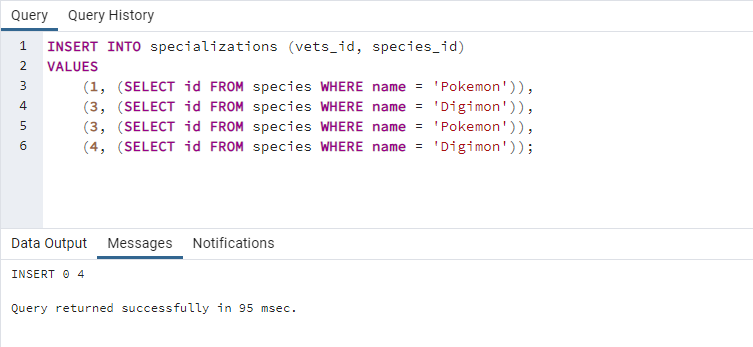 Query Query History
1 INSERT INTO specializations (vets_id, species_id)
2 VALUES
3 (1, (SELECT id FROM species WHERE name = 'Pokemon')),
4 (3, (SELECT id FROM species WHERE name = 'Digimon')),
5 (3, (SELECT id FROM species WHERE name = 'Pokemon')),
6 (4, (SELECT id FROM species WHERE name = 'Digimon'));
Data Output Messages Notifications
INSERT 0 4
Query returned successfully in 95 msec.